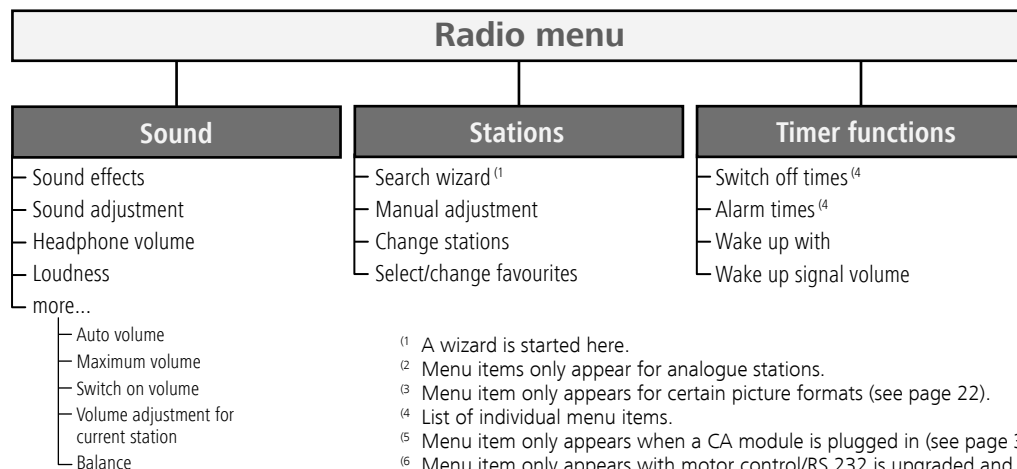 Radio menu
Sound
Sound effects
Sound adjustment
Headphone volume
Loudness
more...
Auto volume
Maximum volume
Switch on volume
Volume adjustment for
current station
Balance
Stations
Search wizard (1
Manual adjustment
Change stations
Select/change favourites
Timer functions
Switch off times (4
Alarm times (4
Wake up with
Wake up signal volume
(1 A wizard is started here.
(2 Menu items only appear for analogue stations.
(3 Menu item only appears for certain picture formats (see page 22).
(4 List of individual menu items.
(5 Menu item only appears when a CA module is plugged in (see page 3
(6 Menu item only appears with motor control/RS 232 is upgraded and